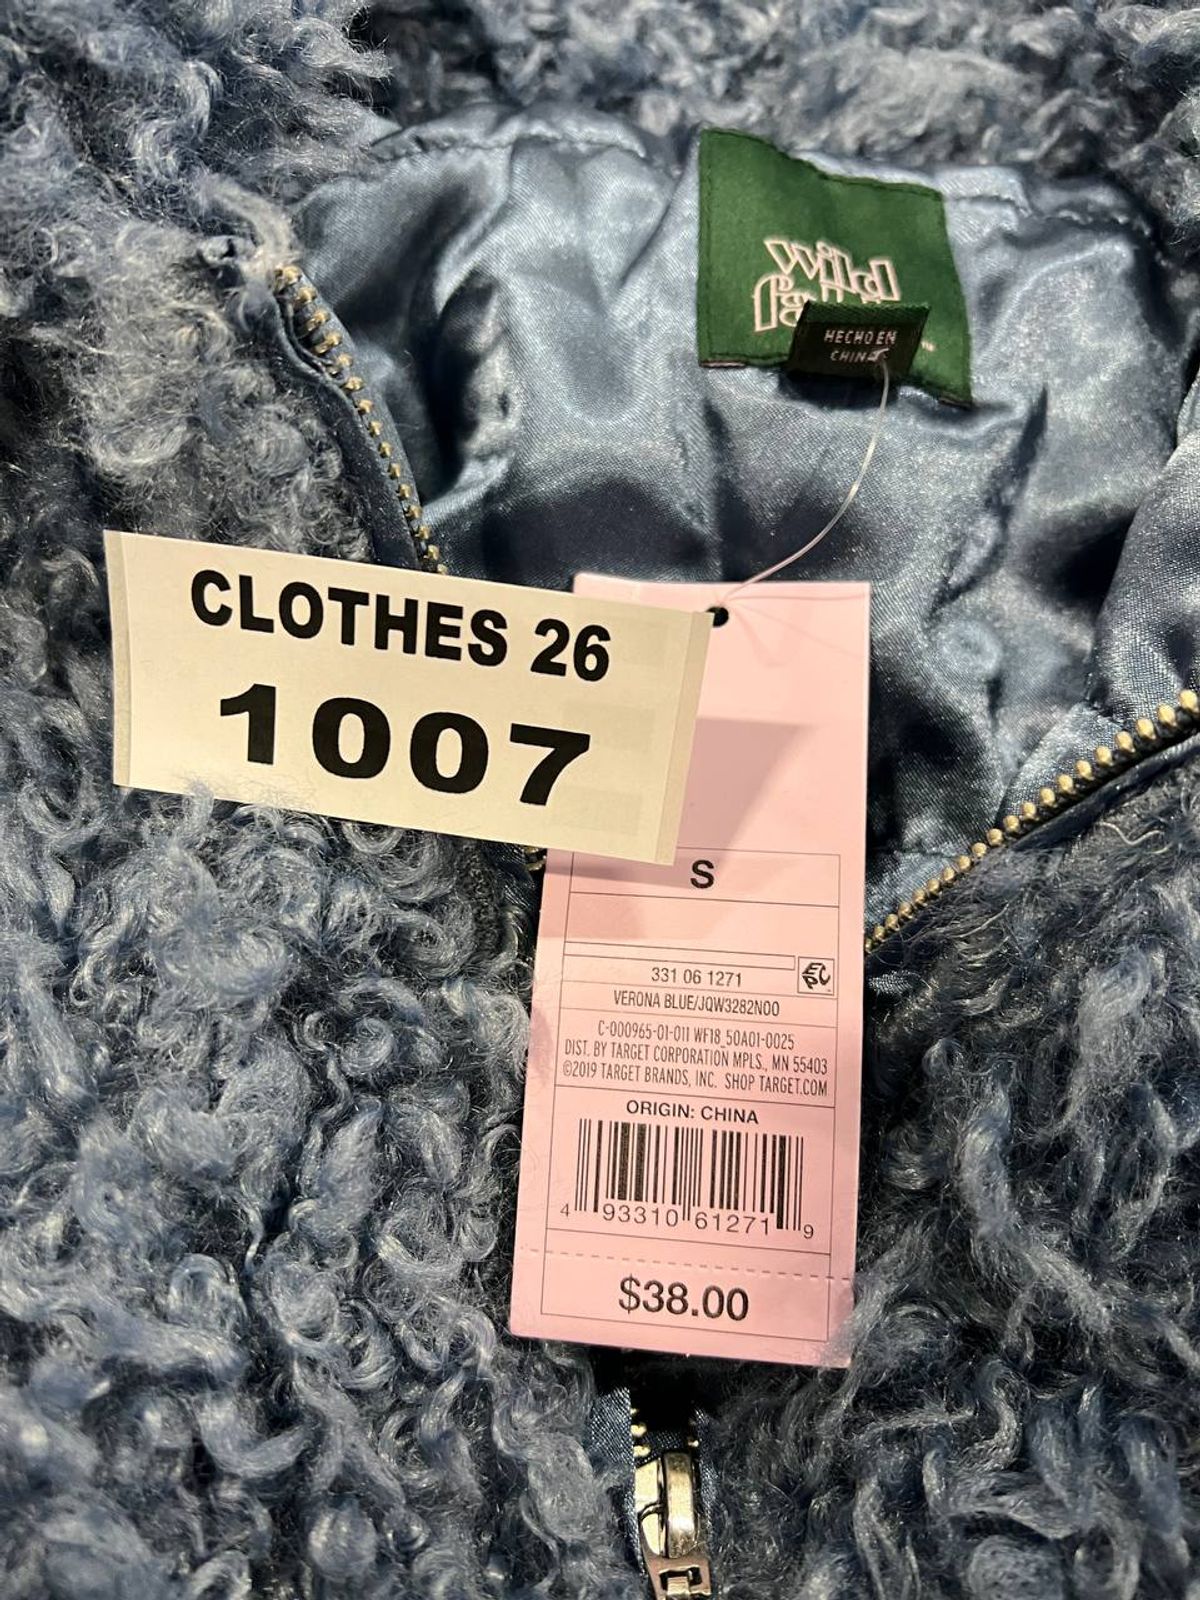 wild
HECHO EN
CHINA
CLOTHES 26
1007
S
331 06 1271
VERONA BLUE/JQW3282N00
C-000965-01-011 WF18_50A01-0025
DIST. BY TARGET CORPORATION MPLS., MN 55403
©2019 TARGET BRANDS, INC. SHOP TARGET.COM
ORIGIN: CHINA
4 93310 61271 9
$38.00